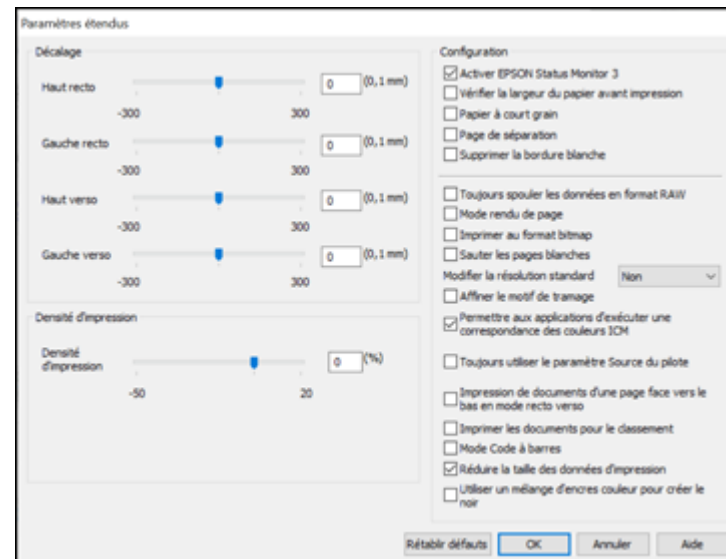 Paramètres étendus
Décalage
Haut recto
0 (0,1 mm)
-300 300
Gauche recto
0 (0,1 mm)
-300 300
Haut verso
0 (0,1 mm)
-300 300
Gauche verso
0 (0,1 mm)
-300 300
Densité d'impression
Densité
d'impression
0 (%)
-50 20
Configuration
Activer EPSON Status Monitor 3
Vérifier la largeur du papier avant impression
Papier à court grain
Page de séparation
Supprimer la bordure blanche
Toujours spouler les données en format RAW
Mode rendu de page
Imprimer au format bitmap
Sauter les pages blanches
Modifier la résolution standard Non
Affiner le motif de tramage
Permettre aux applications d'exécuter une
correspondance des couleurs ICM
Toujours utiliser le paramètre Source du pilote
Impression de documents d'une page face vers le
bas en mode recto verso
Imprimer les documents pour le classement
Mode Code à barres
Réduire la taille des données d'impression
Utiliser un mélange d'encres couleur pour créer le
noir
Rétablir défauts OK Annuler Aide